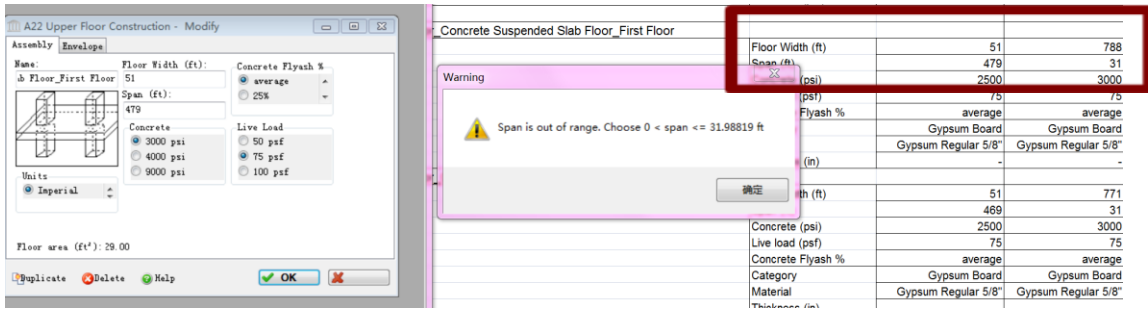 A22 Upper Floor Construction - Modify
Assembly Envelope
Name: Floor Width (ft): Concrete Flyash %
ab Floor_First Floor 51 average
Span (ft): 25%
479
Concrete Live Load
3000 psi 50 psf
4000 psi 75 psf
9000 psi 100 psf
Units
Imperial
Floor area (ft²): 29.00
Duplicate Delete Help OK
_Concrete Suspended Slab Floor_First Floor
Warning
Span is out of range. Choose 0 < span <= 31.98819 ft
确定
Floor Width (ft) 51 788
Span (ft) 479 31
(psi) 2500 3000
(psf) 75 75
Flyash % average average
Gypsum Board Gypsum Board
Gypsum Regular 5/8" Gypsum Regular 5/8"
(in) - -
th (ft) 51 771
469 31
Concrete (psi) 2500 3000
Live load (psf) 75 75
Concrete Flyash % average average
Category Gypsum Board Gypsum Board
Material Gypsum Regular 5/8" Gypsum Regular 5/8"
Thickness (in)